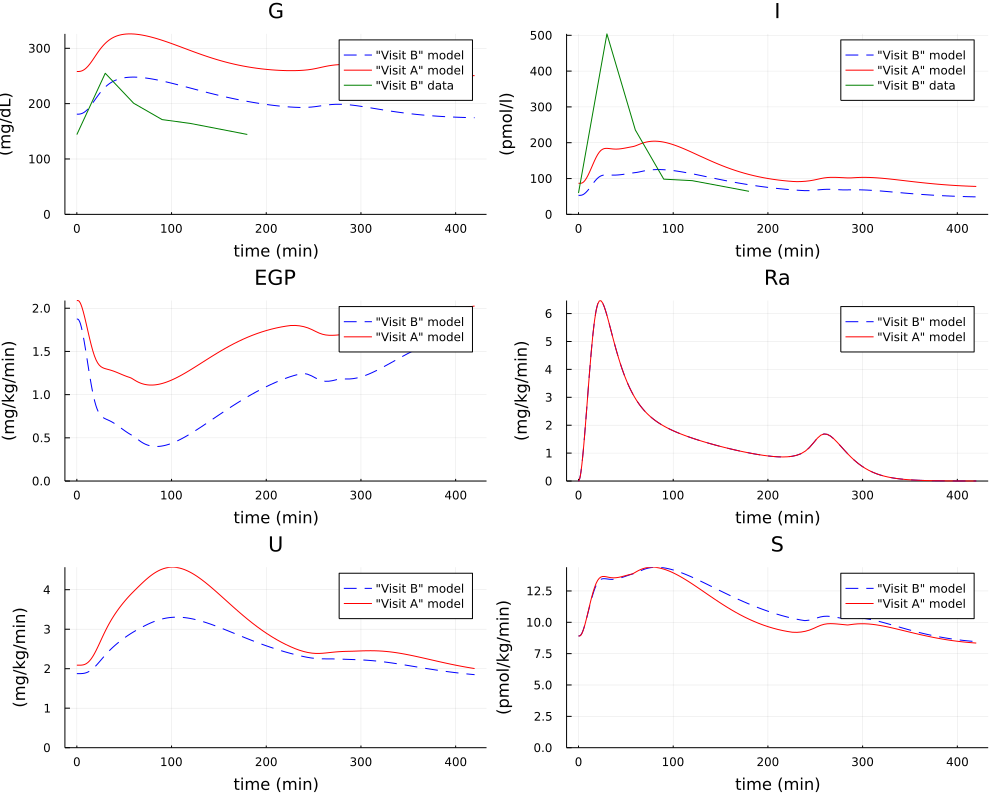 G
300
200
100
0
(mg/dL)
"Visit B" model
"Visit A" model
"Visit B" data
0 100 200 300 400
time (min)
I
500
400
300
200
100
0
(pmol/l)
"Visit B" model
"Visit A" model
"Visit B" data
0 100 200 300 400
time (min)
EGP
2.0
1.5
1.0
0.5
0.0
(mg/kg/min)
"Visit B" model
"Visit A" model
0 100 200 300 400
time (min)
Ra
6
5
4
3
2
1
0
(mg/kg/min)
"Visit B" model
"Visit A" model
0 100 200 300 400
time (min)
U
4
3
2
1
0
(mg/kg/min)
"Visit B" model
"Visit A" model
0 100 200 300 400
time (min)
S
12.5
10.0
7.5
5.0
2.5
0.0
(pmol/kg/min)
"Visit B" model
"Visit A" model
0 100 200 300 400
time (min)